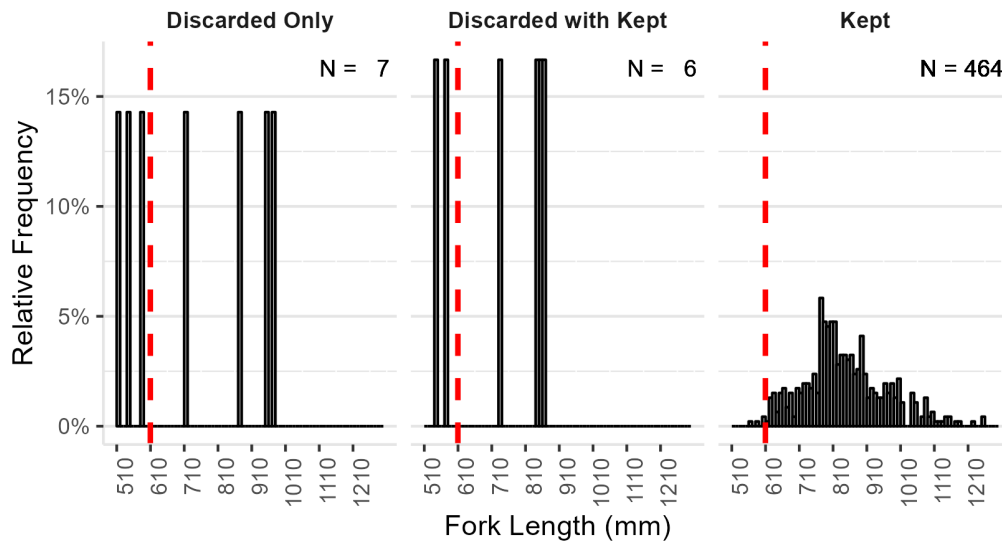 Discarded Only Discarded with Kept Kept
N = 7 N = 6 N = 464
15%
10%
5%
0%
Relative Frequency
510 610 710 810 910 1010 1110 1210 510 610 710 810 910 1010 1110 1210 510 610 710 810 910 1010 1110 1210
Fork Length (mm)